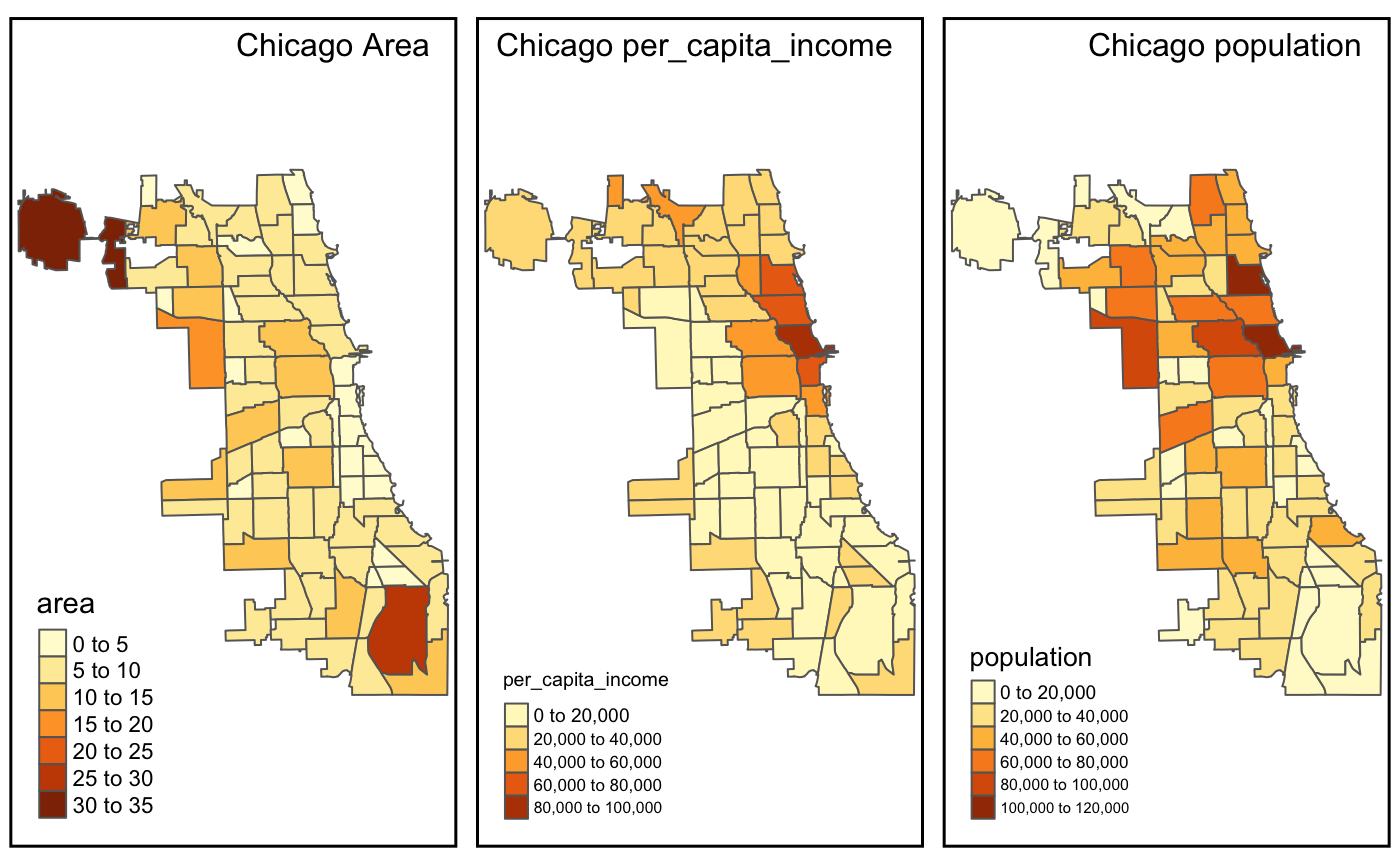 Chicago Area
area
0 to 5
5 to 10
10 to 15
15 to 20
20 to 25
25 to 30
30 to 35
Chicago per_capita_income
per_capita_income
0 to 20,000
20,000 to 40,000
40,000 to 60,000
60,000 to 80,000
80,000 to 100,000
Chicago population
population
0 to 20,000
20,000 to 40,000
40,000 to 60,000
60,000 to 80,000
80,000 to 100,000
100,000 to 120,000